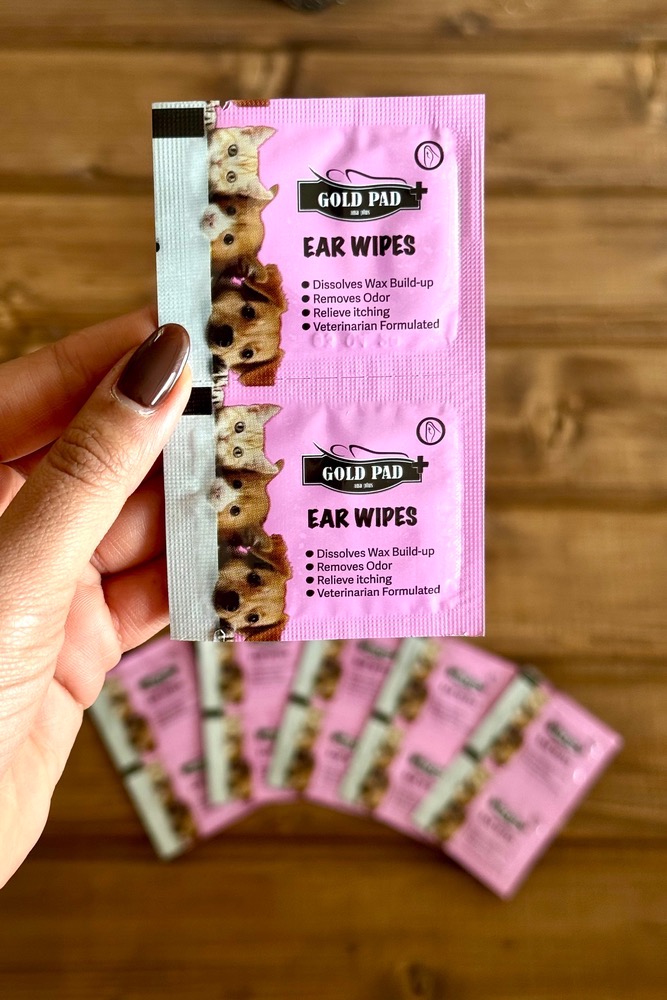 GOLD PAD
EAR WIPES
● Dissolves Wax Build-up
● Removes Odor
● Relieve itching
● Veterinarian Formulated
GOLD PAD
EAR WIPES
● Dissolves Wax Build-up
● Removes Odor
● Relieve itching
● Veterinarian Formulated